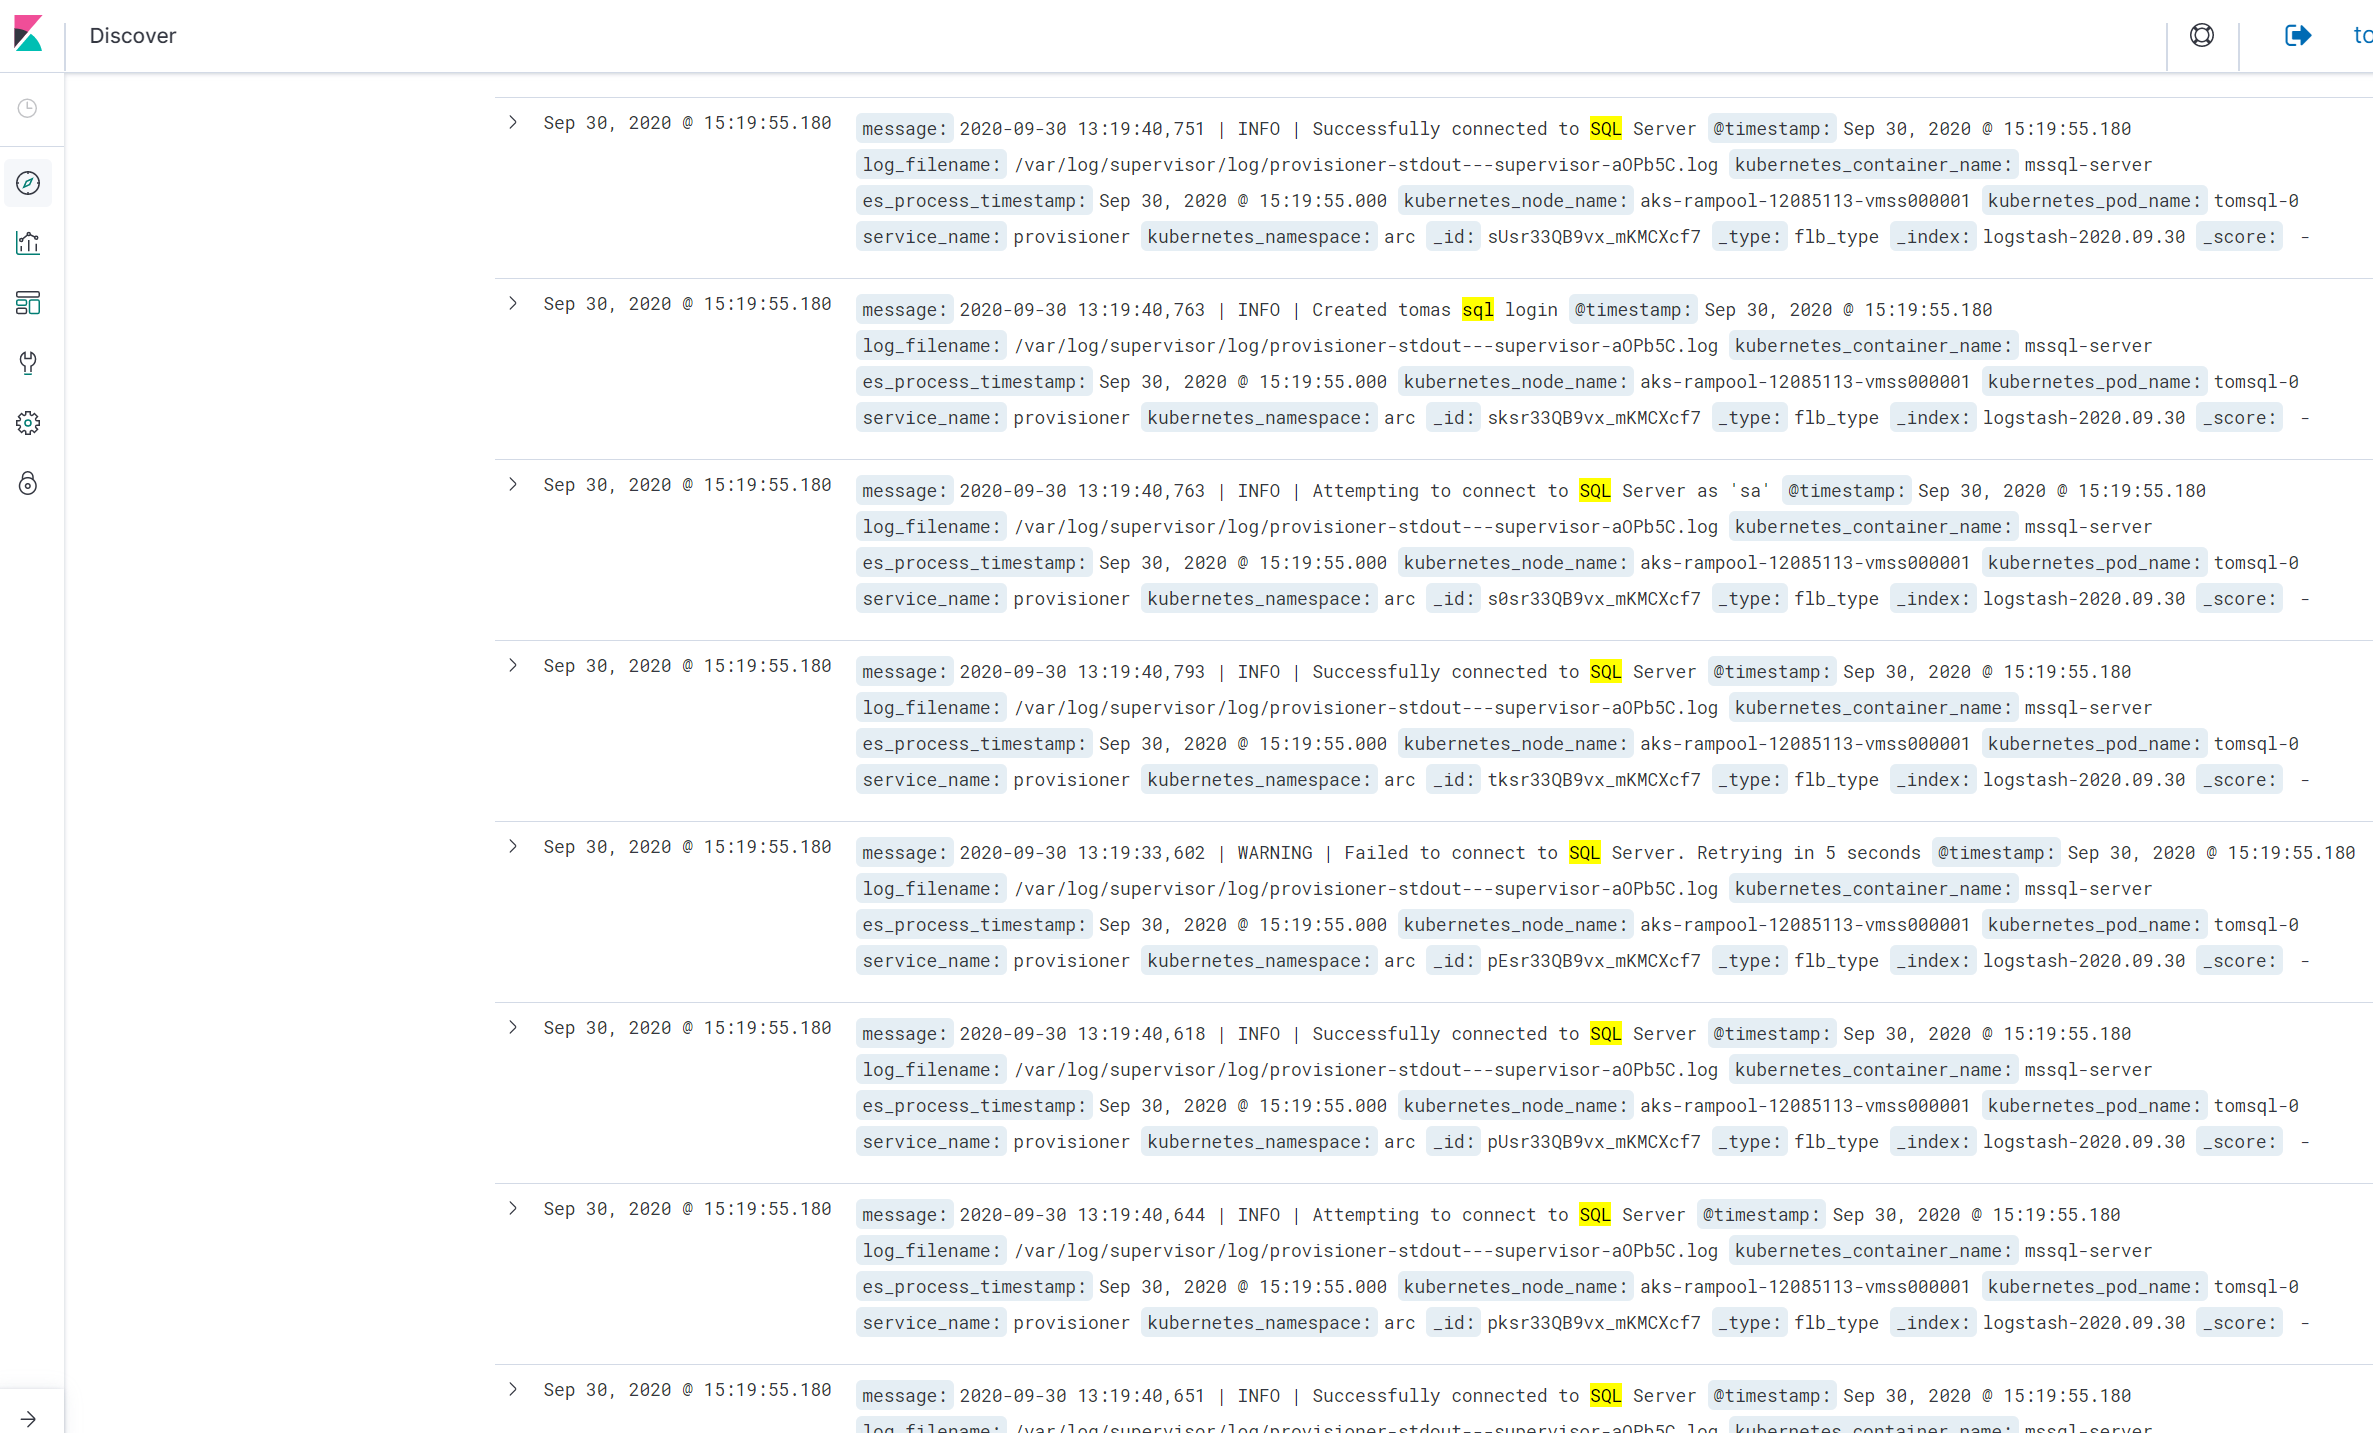 Discover
to
Sep 30, 2020 @ 15:19:55.180
message: 2020-09-30 13:19:40,751 | INFO | Successfully connected to SQL Server @timestamp: Sep 30, 2020 @ 15:19:55.180
log_filename: /var/log/supervisor/log/provisioner-stdout---supervisor-aOPb5C.log kubernetes_container_name: mssql-server
es_process_timestamp: Sep 30, 2020 @ 15:19:55.000 kubernetes_node_name: aks-rampool-12085113-vmss000001 kubernetes_pod_name: tomsql-0
service_name: provisioner kubernetes_namespace: arc _id: sUsr33QB9vx_mKMCXcf7 _type: flb_type _index: logstash-2020.09.30 _score: -
Sep 30, 2020 @ 15:19:55.180
message: 2020-09-30 13:19:40,763 | INFO | Created tomas sql login @timestamp: Sep 30, 2020 @ 15:19:55.180
log_filename: /var/log/supervisor/log/provisioner-stdout---supervisor-aOPb5C.log kubernetes_container_name: mssql-server
es_process_timestamp: Sep 30, 2020 @ 15:19:55.000 kubernetes_node_name: aks-rampool-12085113-vmss000001 kubernetes_pod_name: tomsql-0
service_name: provisioner kubernetes_namespace: arc _id: sksr33QB9vx_mKMCXcf7 _type: flb_type _index: logstash-2020.09.30 _score: -
Sep 30, 2020 @ 15:19:55.180
message: 2020-09-30 13:19:40,763 | INFO | Attempting to connect to SQL Server as 'sa' @timestamp: Sep 30, 2020 @ 15:19:55.180
log_filename: /var/log/supervisor/log/provisioner-stdout---supervisor-aOPb5C.log kubernetes_container_name: mssql-server
es_process_timestamp: Sep 30, 2020 @ 15:19:55.000 kubernetes_node_name: aks-rampool-12085113-vmss000001 kubernetes_pod_name: tomsql-0
service_name: provisioner kubernetes_namespace: arc _id: s0sr33QB9vx_mKMCXcf7 _type: flb_type _index: logstash-2020.09.30 _score: -
Sep 30, 2020 @ 15:19:55.180
message: 2020-09-30 13:19:40,793 | INFO | Successfully connected to SQL Server @timestamp: Sep 30, 2020 @ 15:19:55.180
log_filename: /var/log/supervisor/log/provisioner-stdout---supervisor-aOPb5C.log kubernetes_container_name: mssql-server
es_process_timestamp: Sep 30, 2020 @ 15:19:55.000 kubernetes_node_name: aks-rampool-12085113-vmss000001 kubernetes_pod_name: tomsql-0
service_name: provisioner kubernetes_namespace: arc _id: tksr33QB9vx_mKMCXcf7 _type: flb_type _index: logstash-2020.09.30 _score: -
Sep 30, 2020 @ 15:19:55.180
message: 2020-09-30 13:19:33,602 | WARNING | Failed to connect to SQL Server. Retrying in 5 seconds @timestamp: Sep 30, 2020 @ 15:19:55.180
log_filename: /var/log/supervisor/log/provisioner-stdout---supervisor-aOPb5C.log kubernetes_container_name: mssql-server
es_process_timestamp: Sep 30, 2020 @ 15:19:55.000 kubernetes_node_name: aks-rampool-12085113-vmss000001 kubernetes_pod_name: tomsql-0
service_name: provisioner kubernetes_namespace: arc _id: pEsr33QB9vx_mKMCXcf7 _type: flb_type _index: logstash-2020.09.30 _score: -
Sep 30, 2020 @ 15:19:55.180
message: 2020-09-30 13:19:40,618 | INFO | Successfully connected to SQL Server @timestamp: Sep 30, 2020 @ 15:19:55.180
log_filename: /var/log/supervisor/log/provisioner-stdout---supervisor-aOPb5C.log kubernetes_container_name: mssql-server
es_process_timestamp: Sep 30, 2020 @ 15:19:55.000 kubernetes_node_name: aks-rampool-12085113-vmss000001 kubernetes_pod_name: tomsql-0
service_name: provisioner kubernetes_namespace: arc _id: pUsr33QB9vx_mKMCXcf7 _type: flb_type _index: logstash-2020.09.30 _score: -
Sep 30, 2020 @ 15:19:55.180
message: 2020-09-30 13:19:40,644 | INFO | Attempting to connect to SQL Server @timestamp: Sep 30, 2020 @ 15:19:55.180
log_filename: /var/log/supervisor/log/provisioner-stdout---supervisor-aOPb5C.log kubernetes_container_name: mssql-server
es_process_timestamp: Sep 30, 2020 @ 15:19:55.000 kubernetes_node_name: aks-rampool-12085113-vmss000001 kubernetes_pod_name: tomsql-0
service_name: provisioner kubernetes_namespace: arc _id: pksr33QB9vx_mKMCXcf7 _type: flb_type _index: logstash-2020.09.30 _score: -
Sep 30, 2020 @ 15:19:55.180
message: 2020-09-30 13:19:40,651 | INFO | Successfully connected to SQL Server @timestamp: Sep 30, 2020 @ 15:19:55.180
log_filename: /var/log/supervisor/log/provisioner-stdout---supervisor-aOPb5C.log kubernetes_container_name: mssql-server